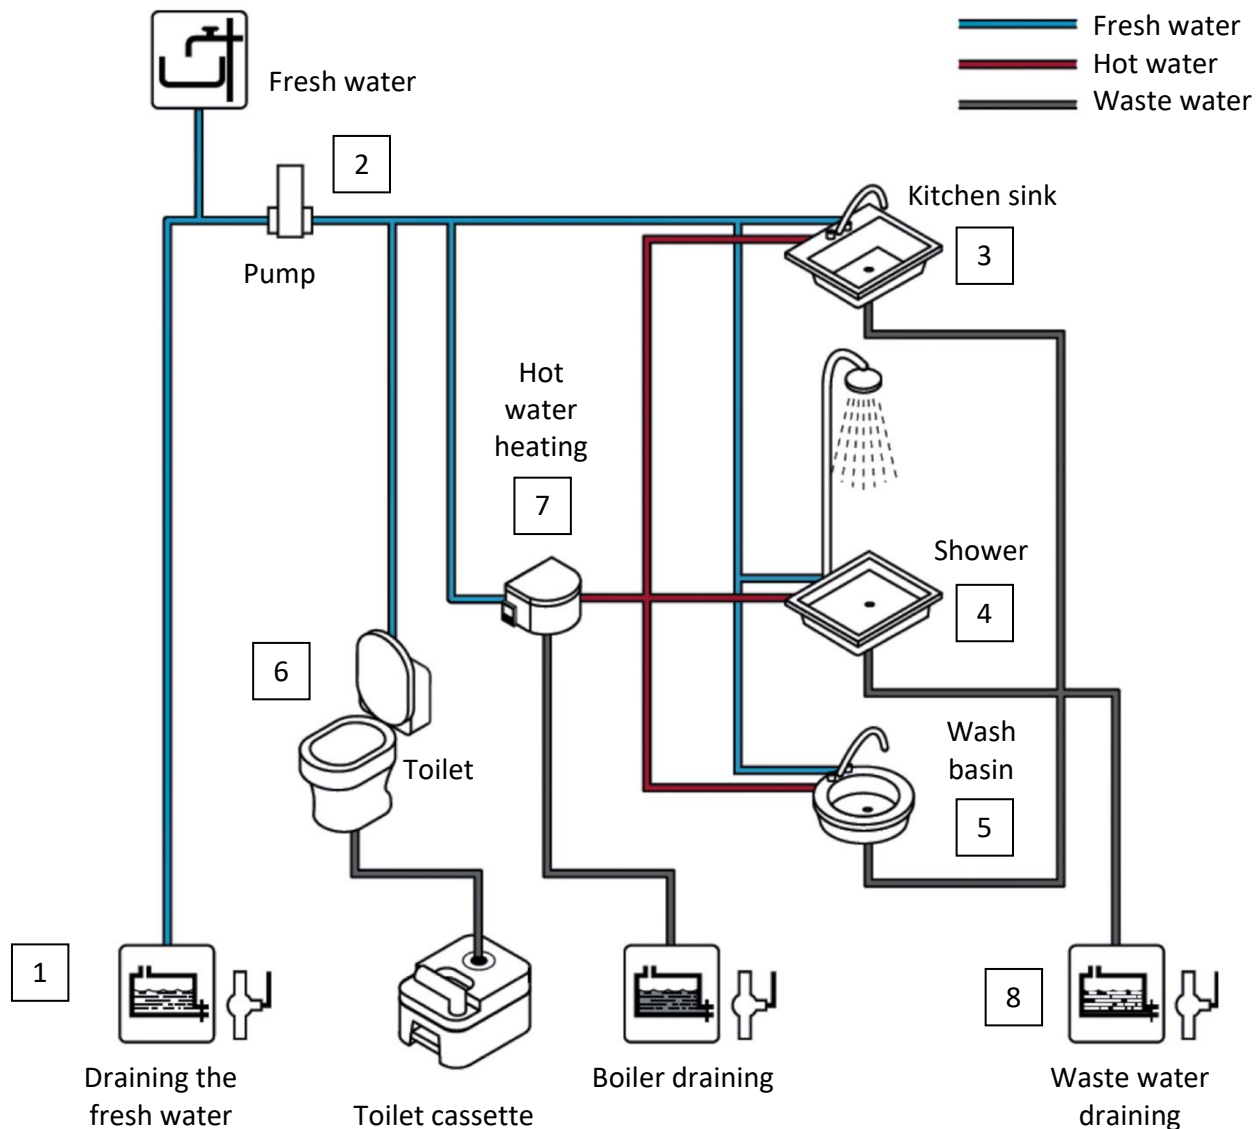 Fresh water
Fresh water
Hot water
Waste water
2
Pump
Kitchen sink
3
Hot
water
heating
7
Shower
4
6
Toilet
Wash
basin
5
1
8
Draining the
fresh water
Toilet cassette
Boiler draining
Waste water
draining